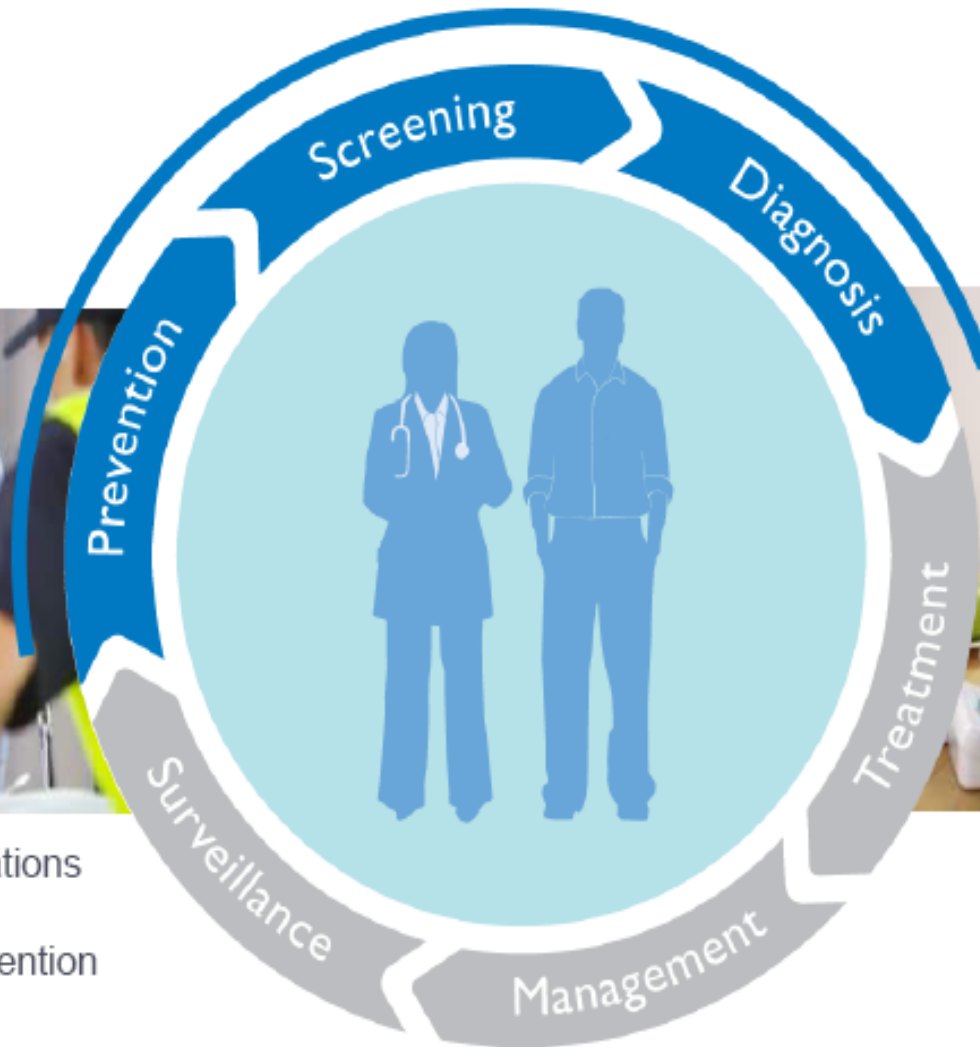 Screening
Diagnosis
Prevention
Treatment
Surveillance
Management
tions
ention